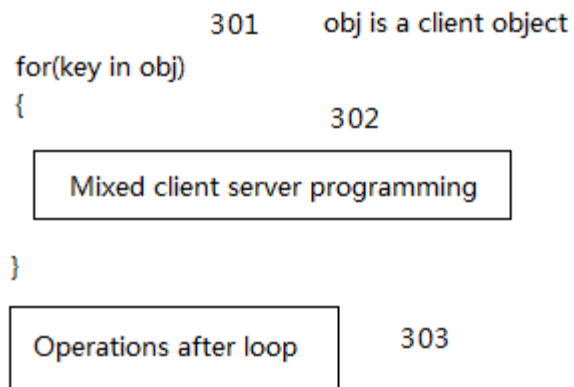 301 obj is a client object
for(key in obj)
{
302
Mixed client server programming
}
Operations after loop 303